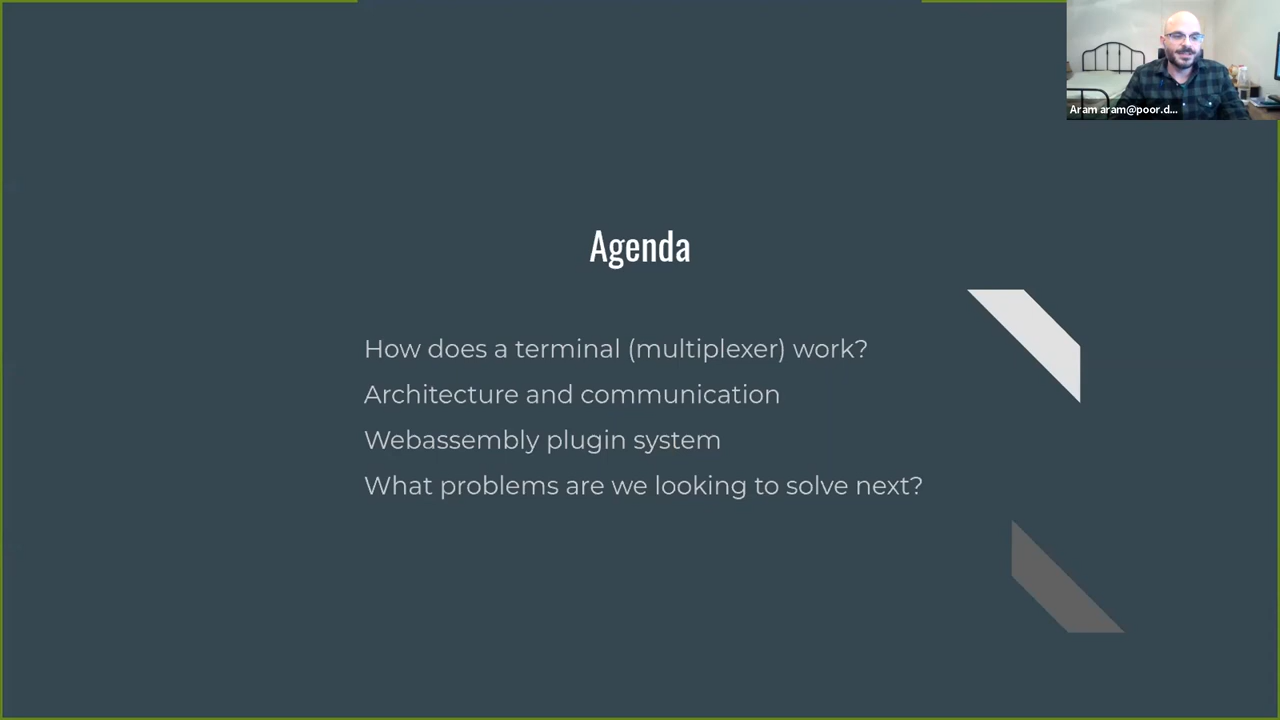 Aram aram@poor.d...
Agenda
How does a terminal (multiplexer) work?
Architecture and communication
Webassembly plugin system
What problems are we looking to solve next?